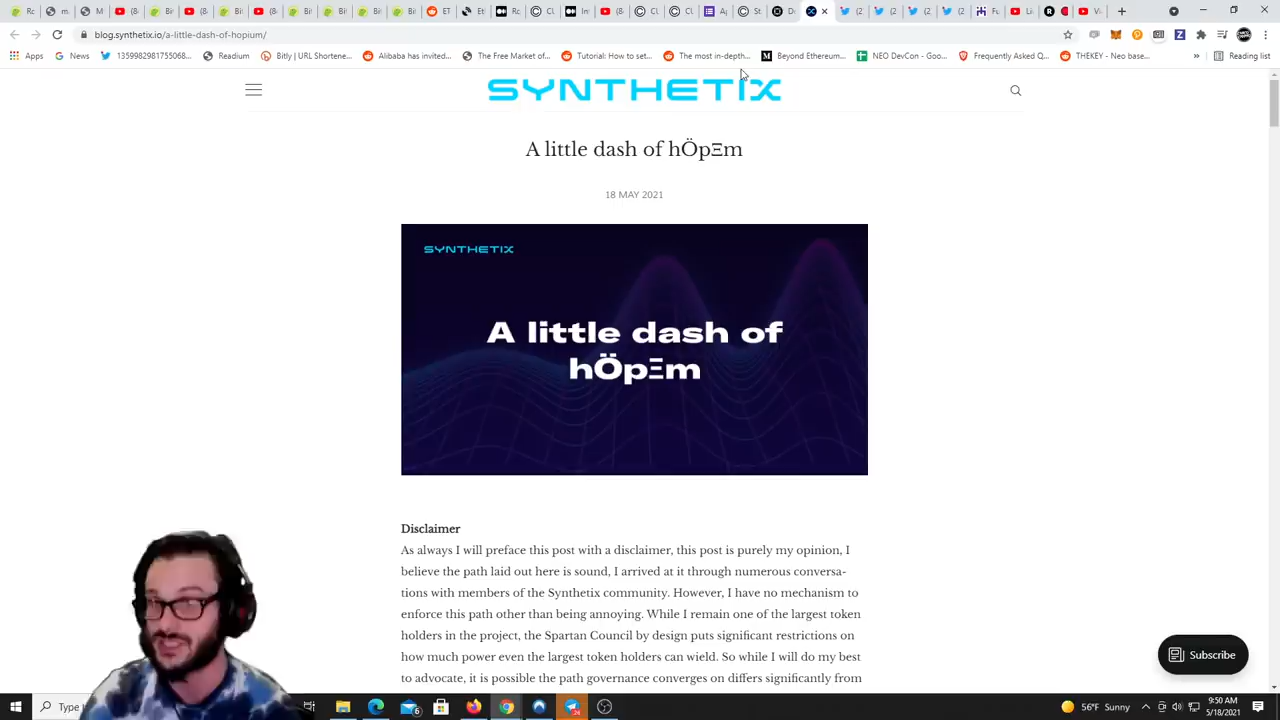 blog.synthetix.io/a-little-dash-of-hopium/
Apps
News
1359998298175506​8...
Readium
Bitly | URL Shortene...
Alibaba has invited...
The Free Market of...
Tutorial: How to set...
The most in-depth...
Beyond Ethereum...
NEO DevCon - Goo...
Frequently Asked Q...
THEKEY - Neo base...
»
Reading list
SYNTHETIX
A little dash of hÖpΞm
18 MAY 2021
SYNTHETIX
A little dash of
hÖpΞm
Disclaimer
As always I will preface this post with a disclaimer, this post is purely my opinion, I
believe the path laid out here is sound, I arrived at it through numerous conversa-
tions with members of the Synthetix community. However, I have no mechanism to
enforce this path other than being annoying. While I remain one of the largest token
holders in the project, the Spartan Council by design puts significant restrictions on
how much power even the largest token holders can wield. So while I will do my best
to advocate, it is possible the path governance converges on differs significantly from
Subscribe
Type
56°F Sunny
9:50 AM
5/18/2021